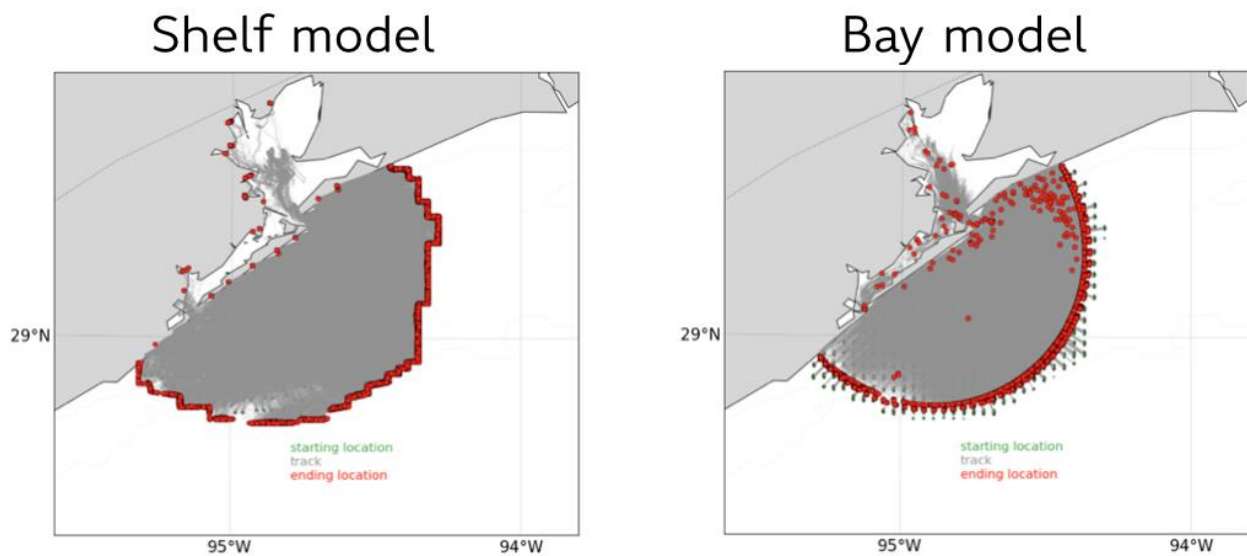 Shelf model
Bay model
29°N
starting location
track
ending location
95°W
94°W
29°N
starting location
track
ending location
95°W
94°W